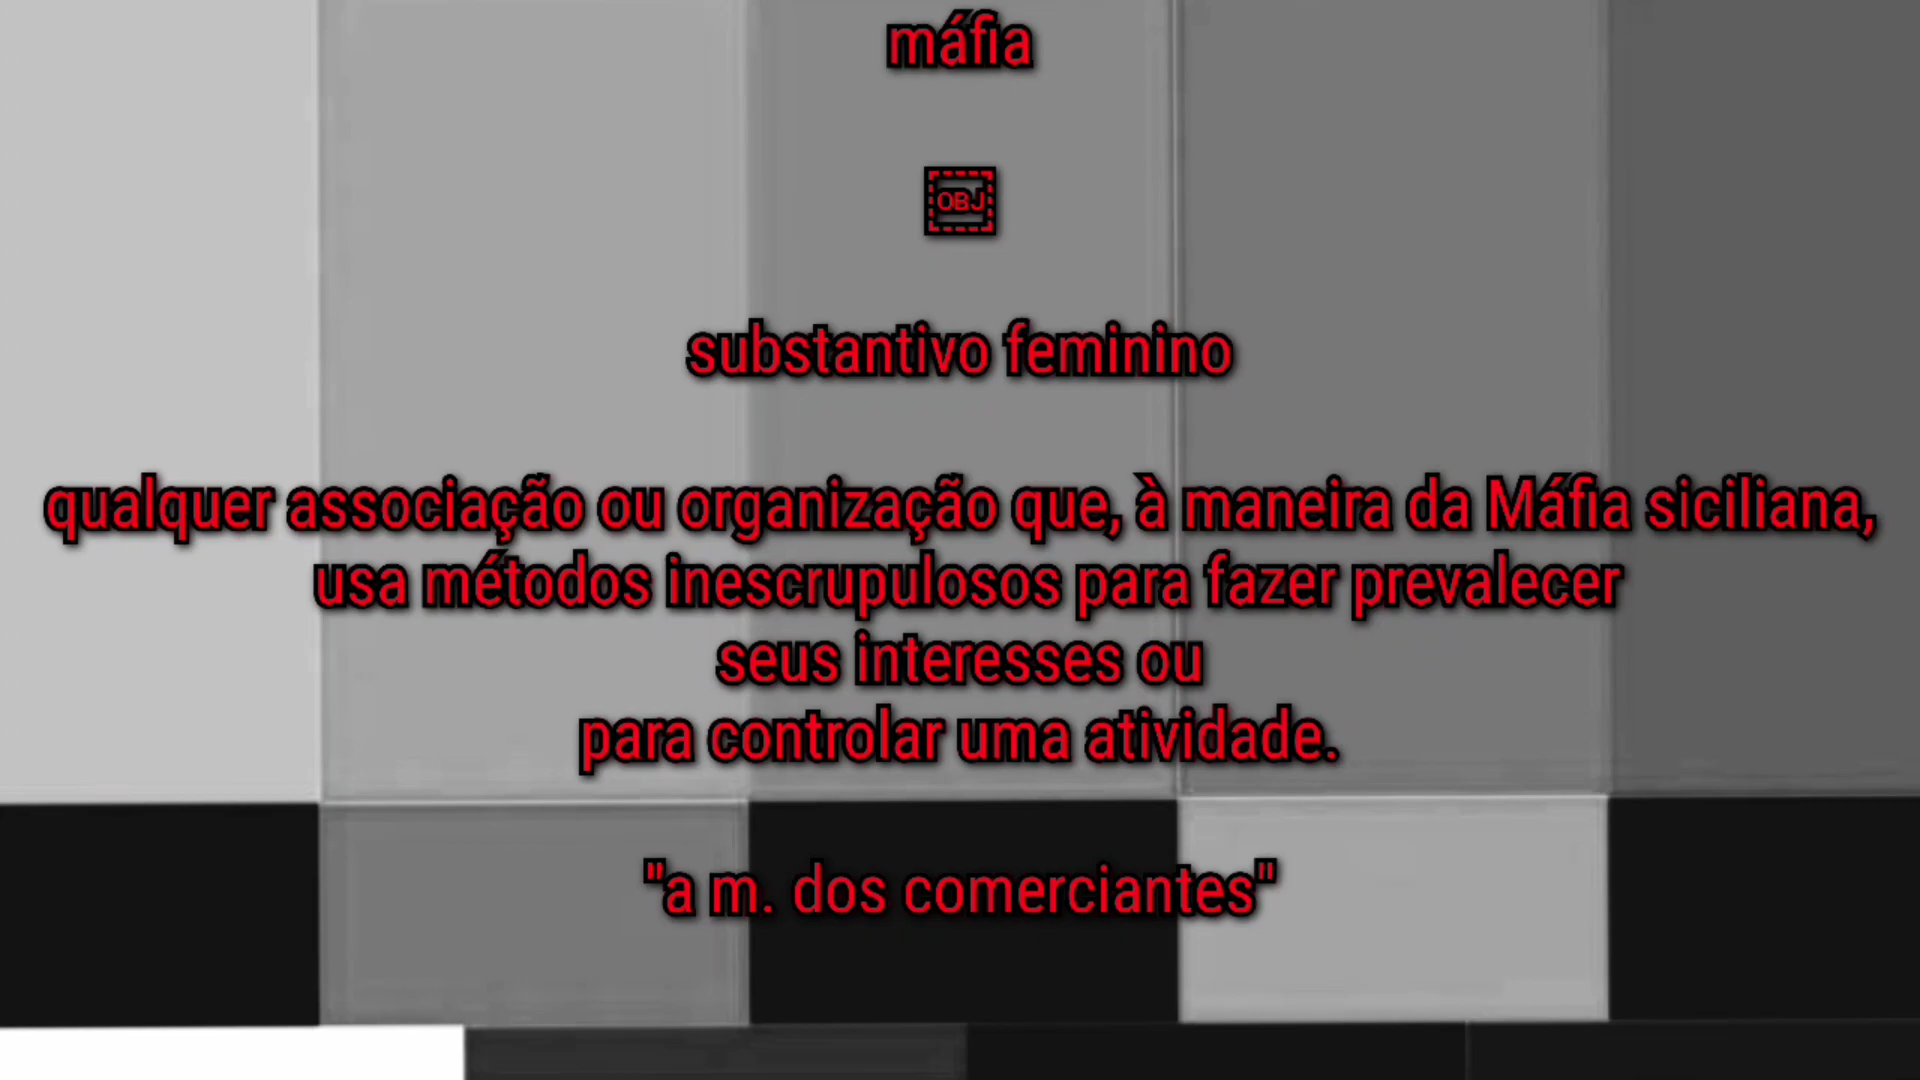 máfia
OBJ
substantivo feminino
qualquer associação ou organização que, à maneira da Máfia siciliana,
usa métodos inescrupulosos para fazer prevalecer
seus interesses ou
para controlar uma atividade.
"a m. dos comerciantes"